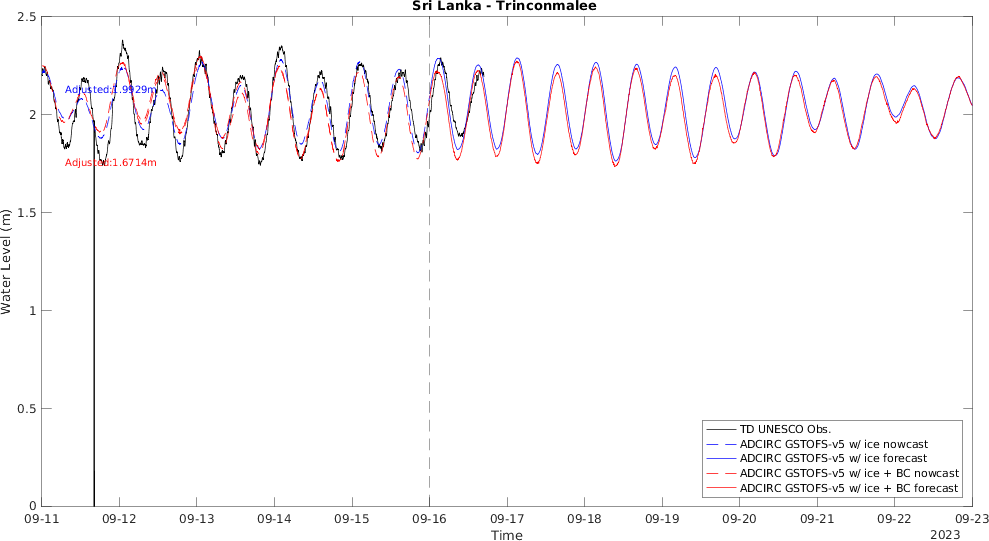 Sri Lanka - Trinconmalee
2.5
2
1.5
1
0.5
0
Water Level (m)
Adjusted:1.9929m
Adjusted:1.6714m
TD UNESCO Obs.
ADCIRC GSTOFS-v5 w/ ice nowcast
ADCIRC GSTOFS-v5 w/ ice forecast
ADCIRC GSTOFS-v5 w/ ice + BC nowcast
ADCIRC GSTOFS-v5 w/ ice + BC forecast
09-11 09-12 09-13 09-14 09-15 09-16 09-17 09-18 09-19 09-20 09-21 09-22 09-23
Time
2023